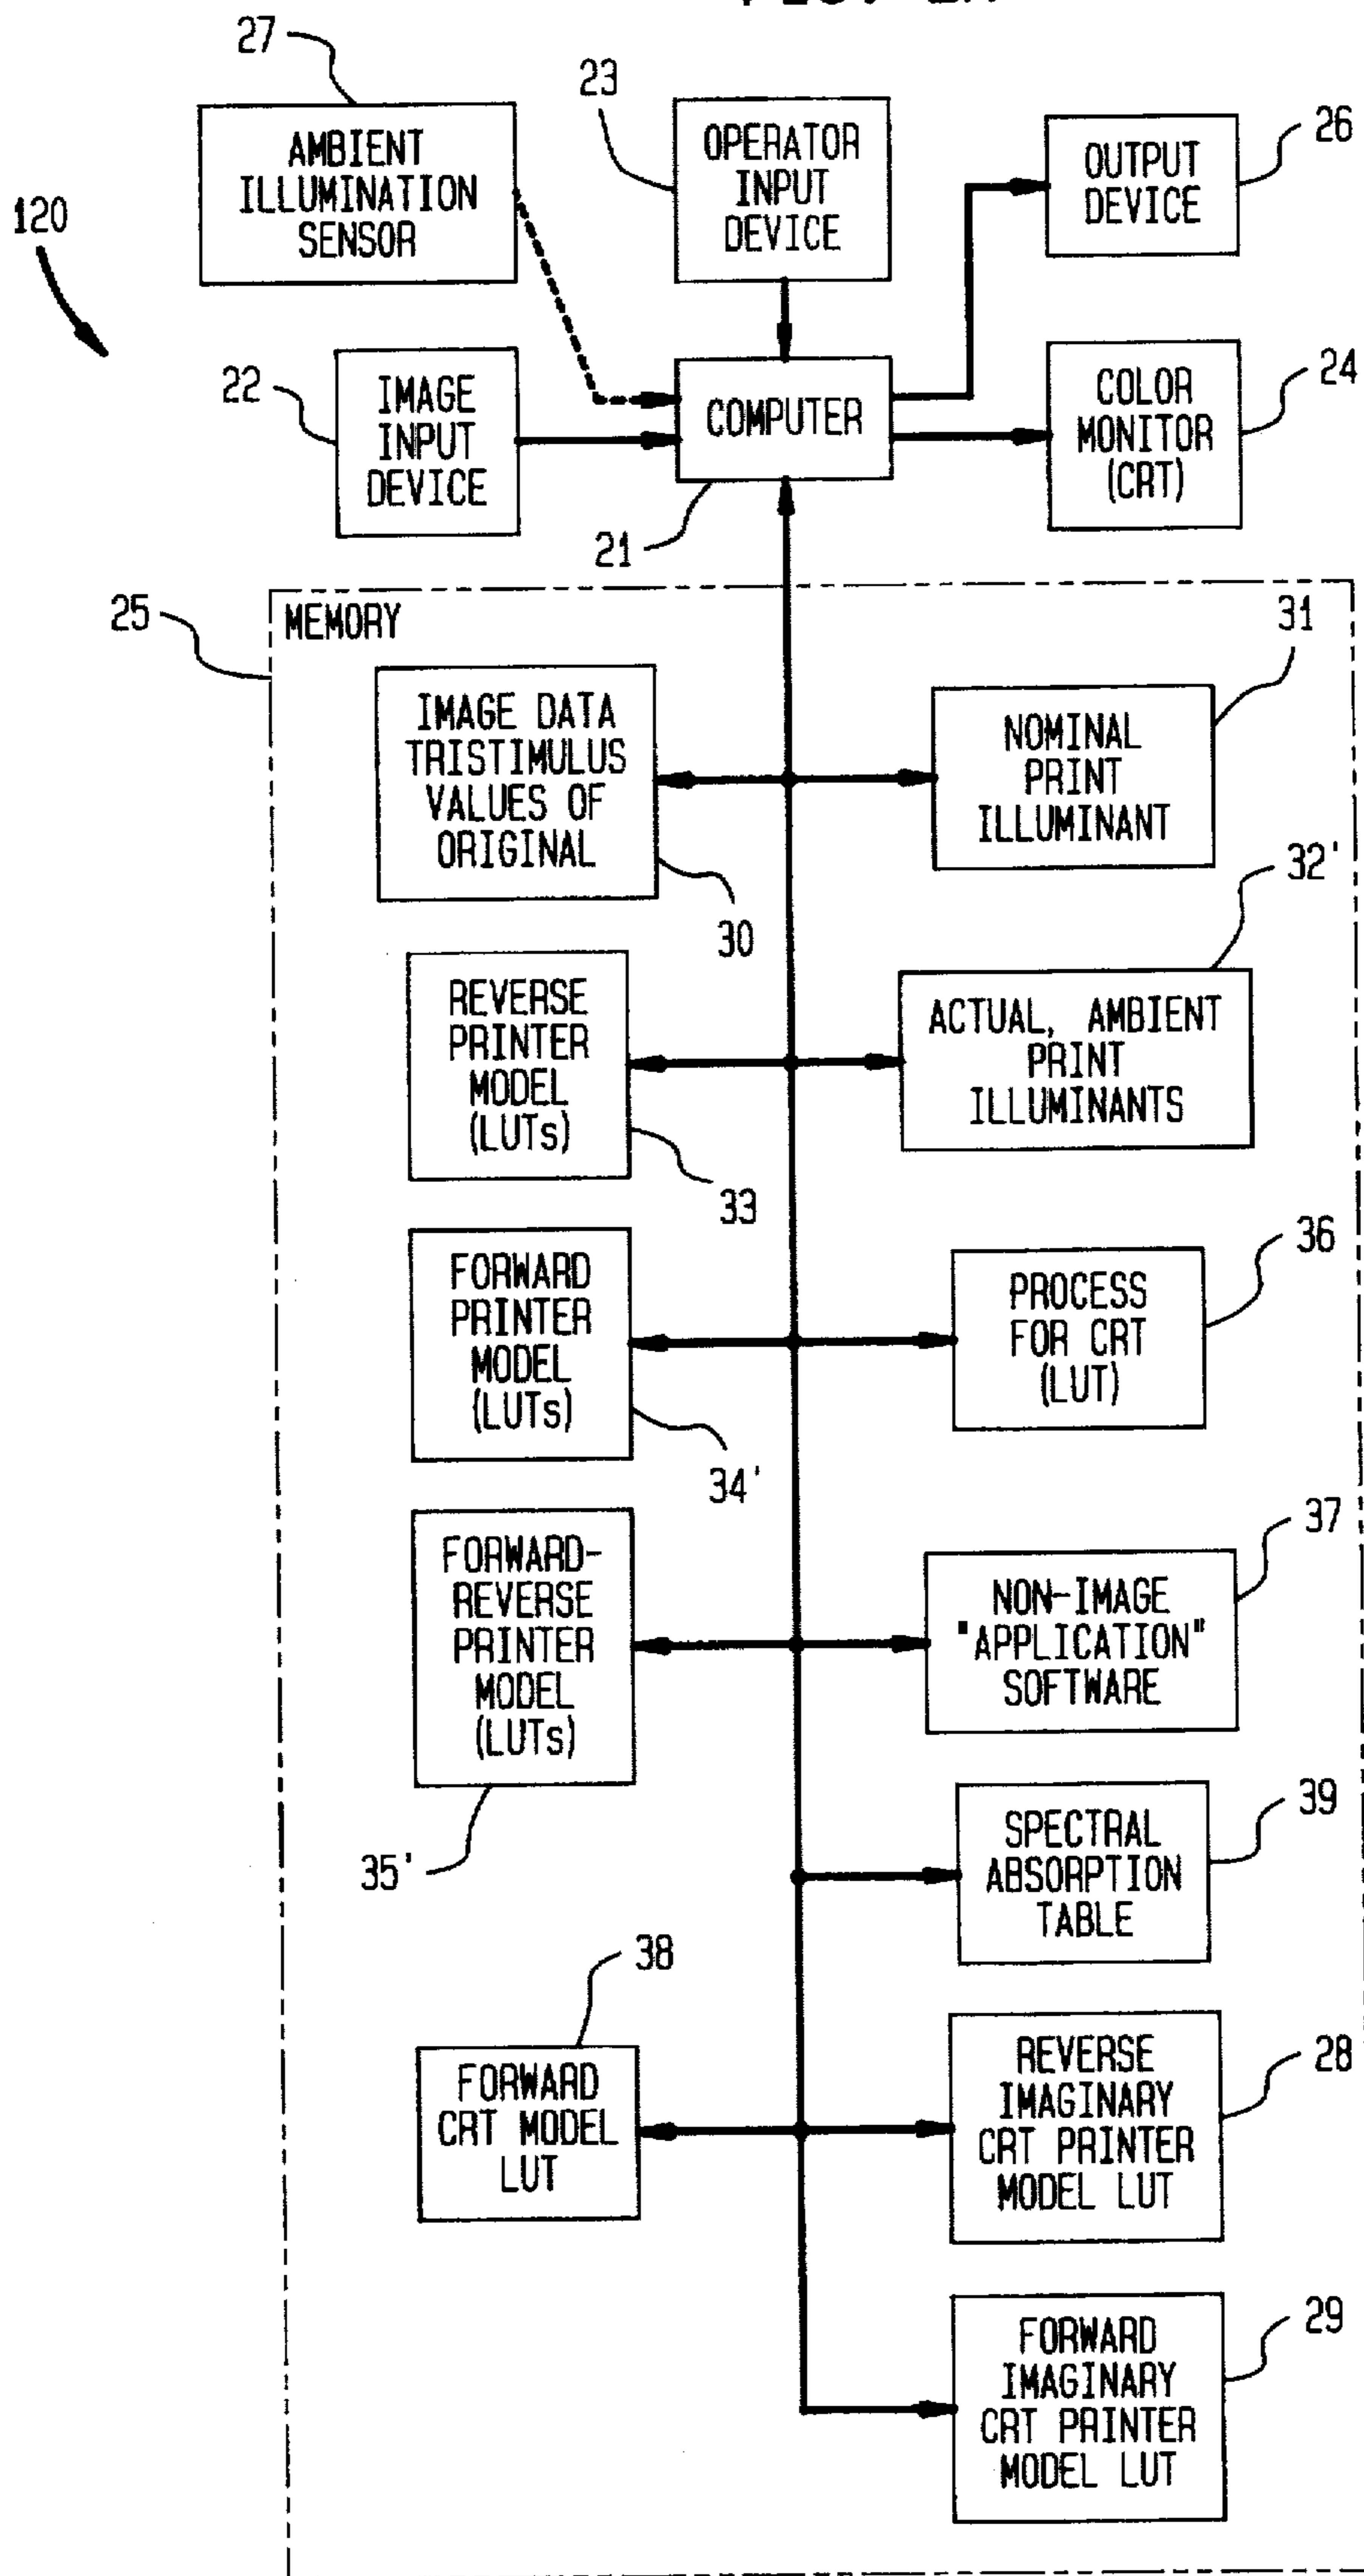 27
AMBIENT
ILLUMINATION
SENSOR
23
OPERATOR
INPUT
DEVICE
OUTPUT
DEVICE
26
120
22
IMAGE
INPUT
DEVICE
COMPUTER
21
COLOR
MONITOR
(CRT)
24
25
MEMORY
IMAGE DATA
TRISTIMULUS
VALUES OF
ORIGINAL
30
NOMINAL
PRINT
ILLUMINANT
31
REVERSE
PRINTER
MODEL
(LUTs)
33
ACTUAL, AMBIENT
PRINT
ILLUMINANTS
32'
FORWARD
PRINTER
MODEL
(LUTs)
34'
PROCESS
FOR CRT
(LUT)
36
FORWARD-
REVERSE
PRINTER
MODEL
(LUTs)
35'
NON-IMAGE
"APPLICATION"
SOFTWARE
37
SPECTRAL
ABSORPTION
TABLE
39
38
FORWARD
CRT MODEL
LUT
REVERSE
IMAGINARY
CRT PRINTER
MODEL LUT
28
FORWARD
IMAGINARY
CRT PRINTER
MODEL LUT
29